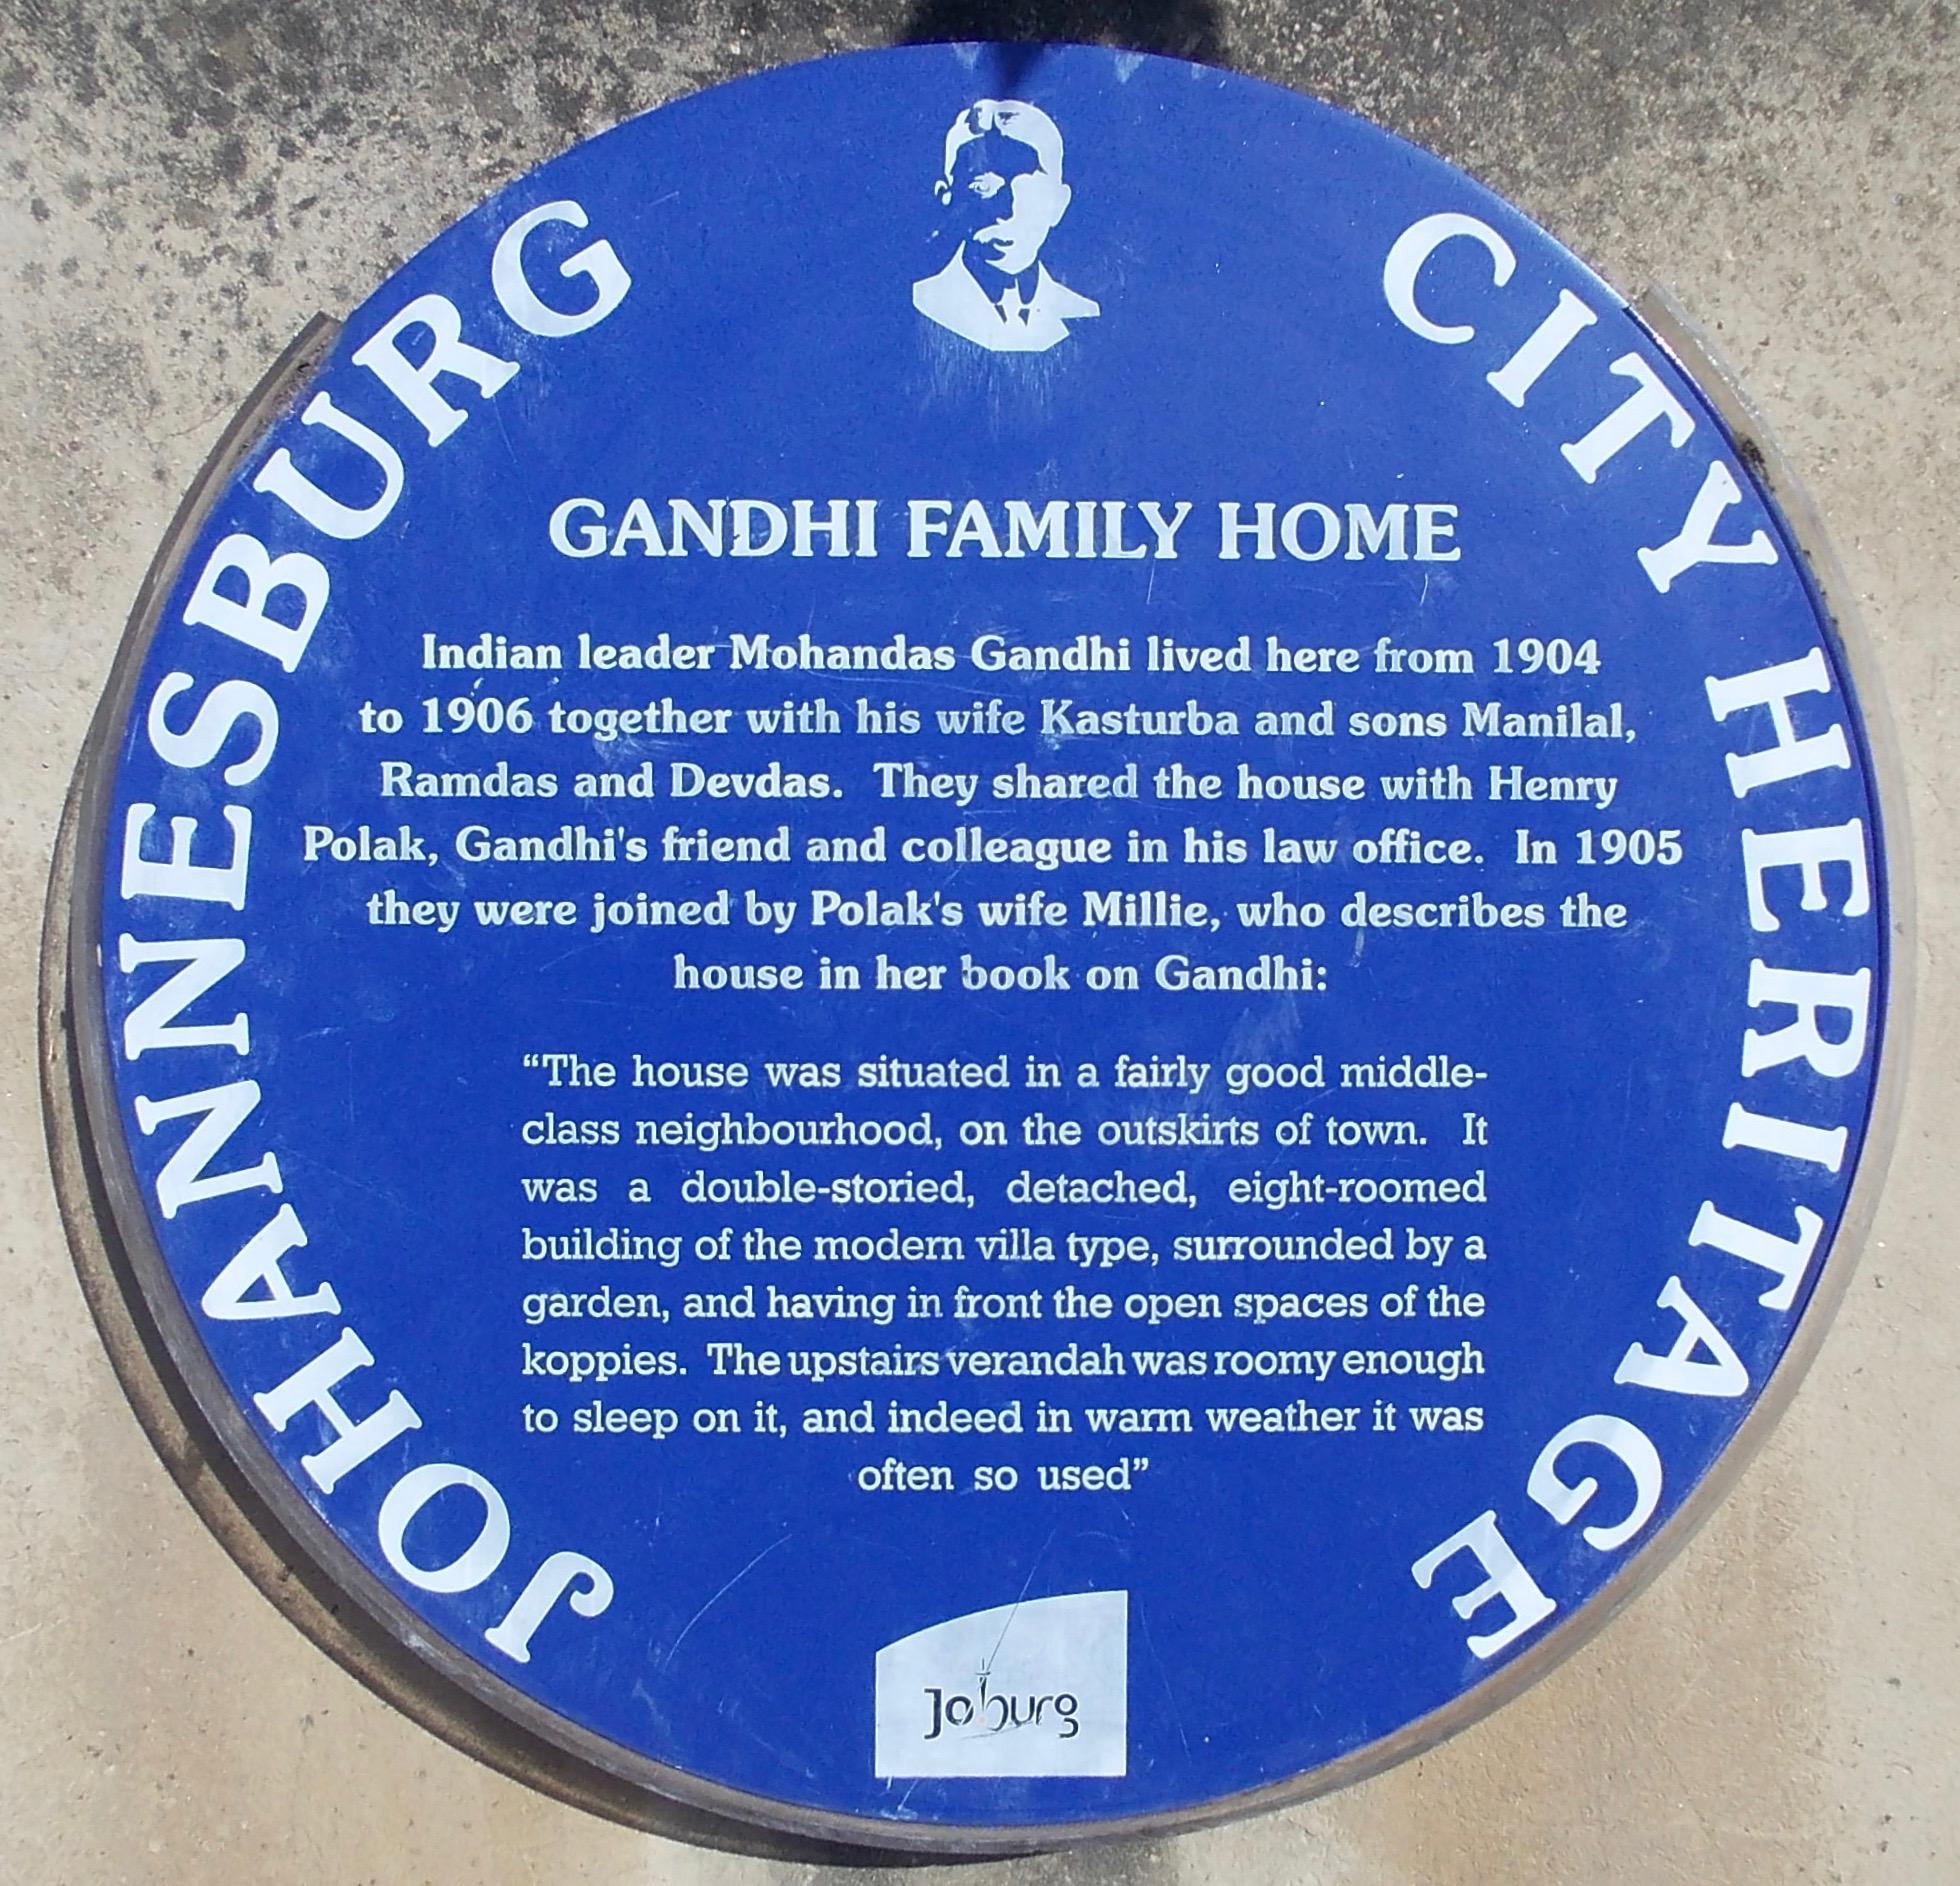 JOHANNESBURG CITY HERITAGE
GANDHI FAMILY HOME
Indian leader Mohandas Gandhi lived here from 1904
to 1906 together with his wife Kasturba and sons Manilal,
Ramdas and Devdas. They shared the house with Henry
Polak, Gandhi's friend and colleague in his law office. In 1905
they were joined by Polak's wife Millie, who describes the
house in her book on Gandhi:
“The house was situated in a fairly good middle-
class neighbourhood, on the outskirts of town. It
was a double-storied, detached, eight-roomed
building of the modern villa type, surrounded by a
garden, and having in front the open spaces of the
koppies. The upstairs verandah was roomy enough
to sleep on it, and indeed in warm weather it was
often so used”
Joburg